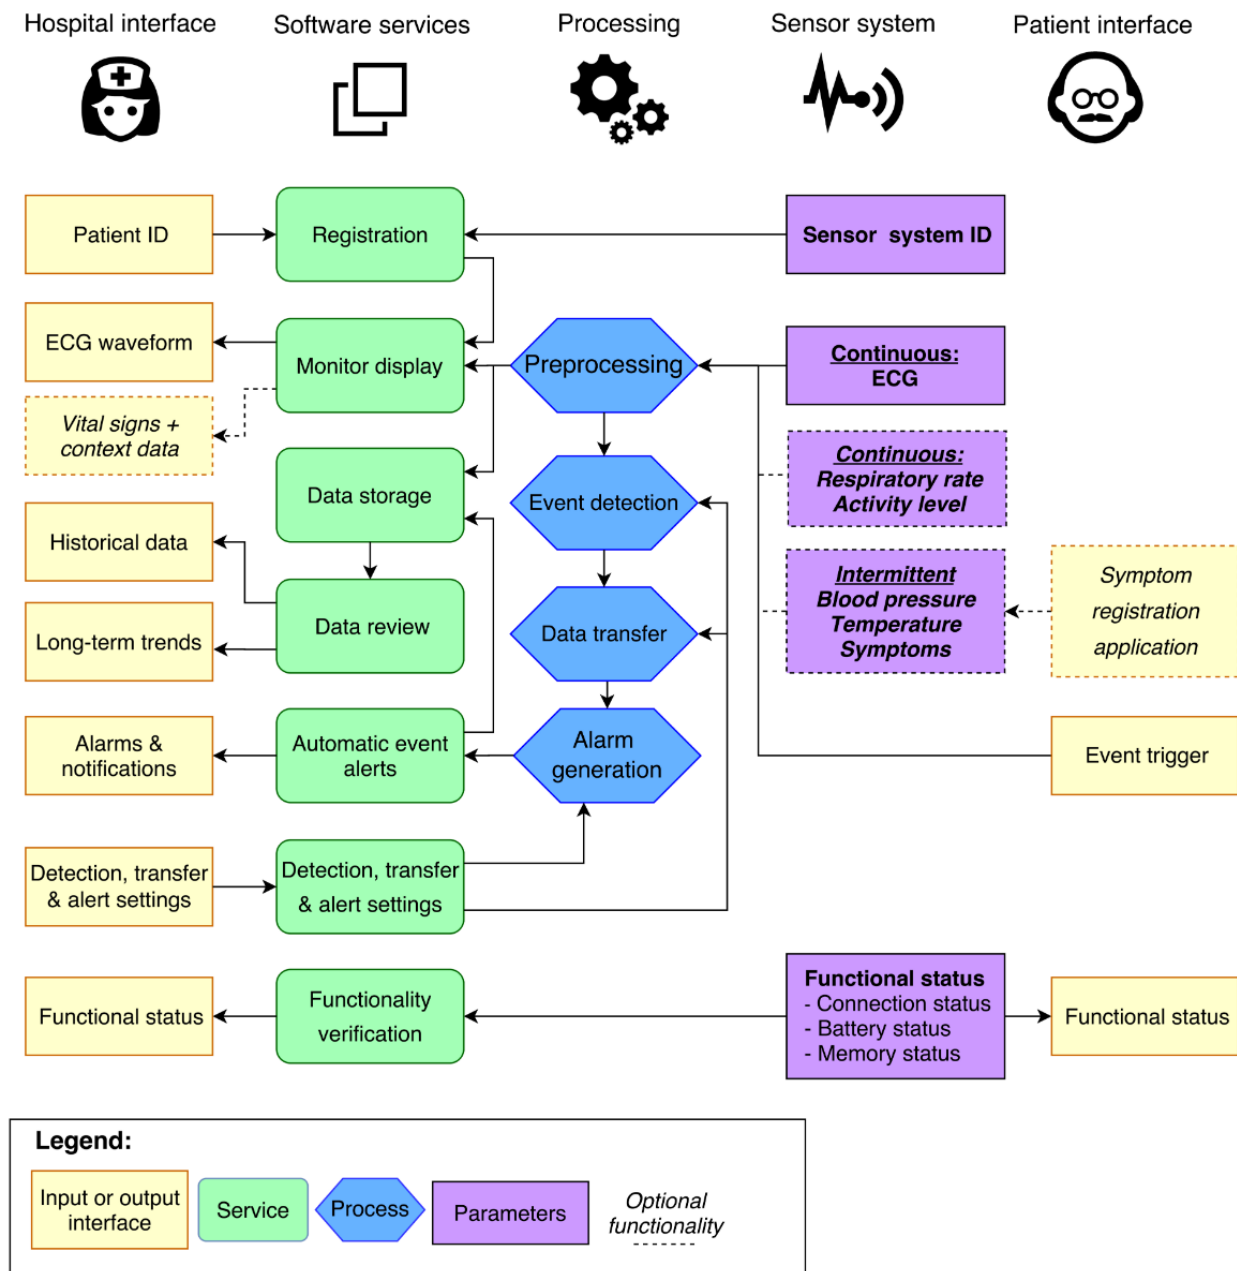 Hospital interface
Software services
Processing
Sensor system
Patient interface
Patient ID
Registration
Sensor system ID
ECG waveform
Monitor display
Preprocessing
Continuous:
ECG
Vital signs +
context data
Data storage
Event detection
Continuous:
Respiratory rate
Activity level
Historical data
Long-term trends
Data review
Data transfer
Intermittent
Blood pressure
Temperature
Symptoms
Symptom
registration
application
Alarms &
notifications
Automatic event
alerts
Alarm
generation
Event trigger
Detection, transfer
& alert settings
Detection, transfer
& alert settings
Functional status
Functionality
verification
Functional status
- Connection status
- Battery status
- Memory status
Functional status
Legend:
Input or output
interface
Service
Process
Parameters
Optional
functionality